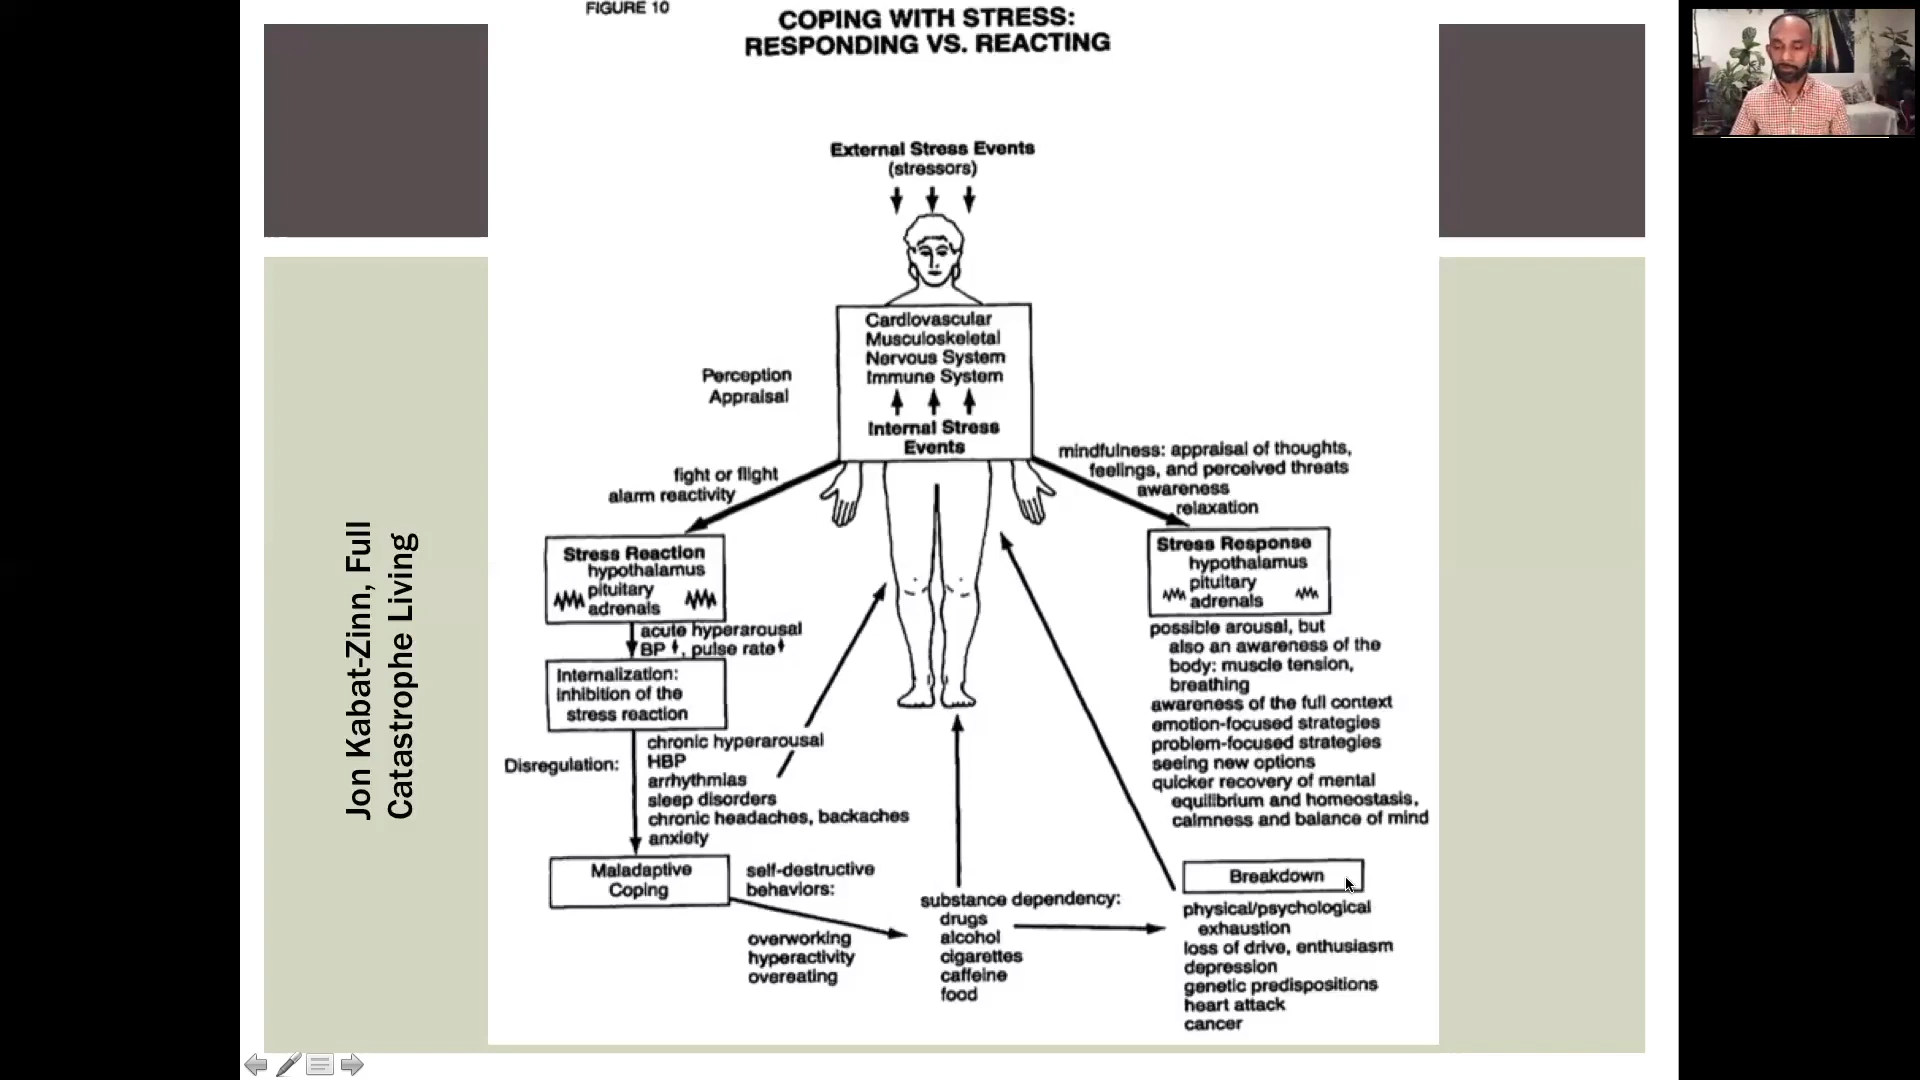 FIGURE 10
COPING WITH STRESS:
RESPONDING VS. REACTING
External Stress Events
(stressors)
Cardiovascular
Musculoskeletal
Nervous System
Immune System
Internal Stress
Events
Perception
Appraisal
fight or flight
alarm reactivity
mindfulness: appraisal of thoughts,
feelings, and perceived threats
awareness
relaxation
Stress Reaction
hypothalamus
pituitary
adrenals
acute hyperarousal
BP ↑, pulse rate ↑
Internalization:
inhibition of the
stress reaction
Disregulation:
chronic hyperarousal
HBP
arrhythmias
sleep disorders
chronic headaches, backaches
anxiety
Maladaptive
Coping
self-destructive
behaviors:
overworking
hyperactivity
overeating
substance dependency:
drugs
alcohol
cigarettes
caffeine
food
Stress Response
hypothalamus
pituitary
adrenals
possible arousal, but
also an awareness of the
body: muscle tension,
breathing
awareness of the full context
emotion-focused strategies
problem-focused strategies
seeing new options
quicker recovery of mental
equilibrium and homeostasis,
calmness and balance of mind
Breakdown
physical/psychological
exhaustion
loss of drive, enthusiasm
depression
genetic predispositions
heart attack
cancer
Jon Kabat-Zinn, Full
Catastrophe Living